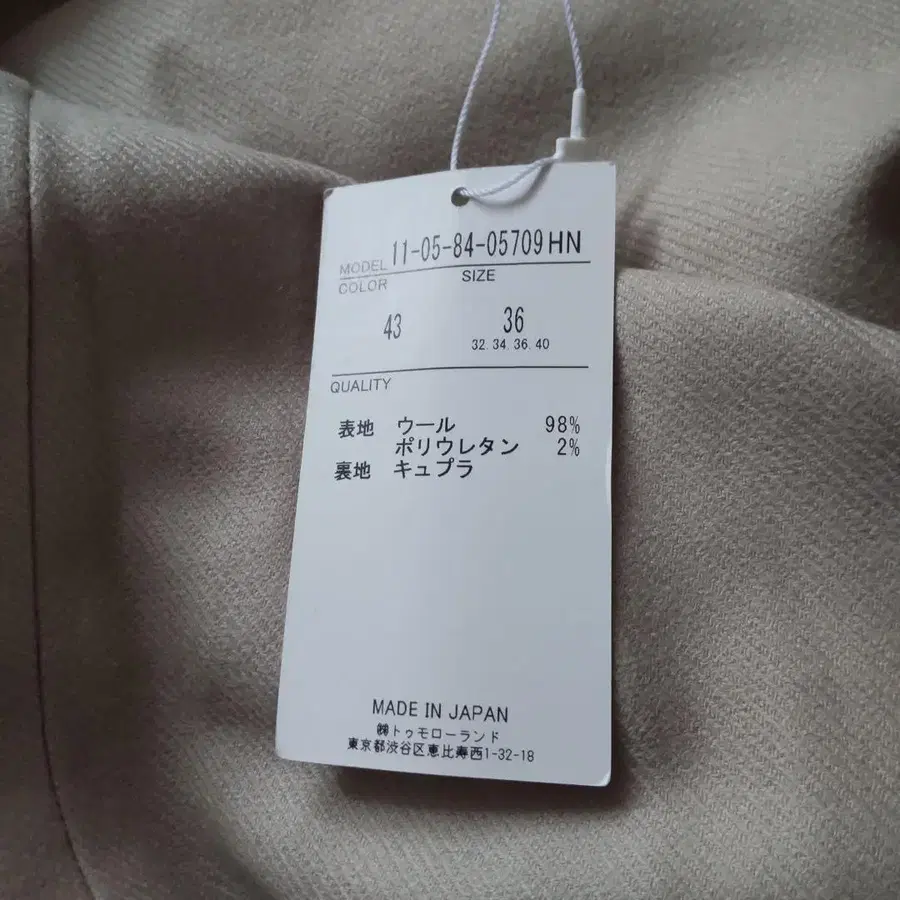 MODEL 11-05-84-05709HN
COLOR SIZE
43 36
32.34.36.40
QUALITY
表地 ウール 98%
ポリウレタン 2%
裏地 キュプラ
MADE IN JAPAN
㈱トゥモローランド
東京都渋谷区恵比寿西1-32-18